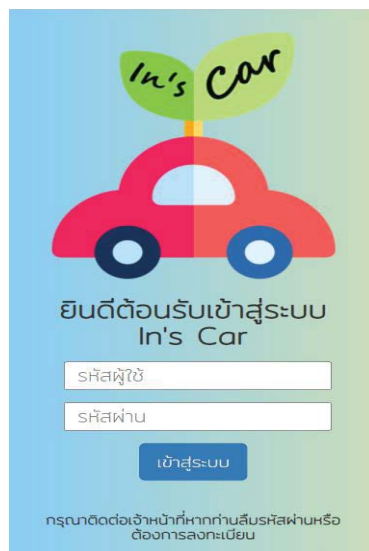 In's Car
ยินดีต้อนรับเข้าสู่ระบบ
In's Car
รหัสผู้ใช้
รหัสผ่าน
เข้าสู่ระบบ
กรุณาติดต่อเจ้าหน้าที่หากท่านลืมรหัสผ่านหรือ
ต้องการลงทะเบียน